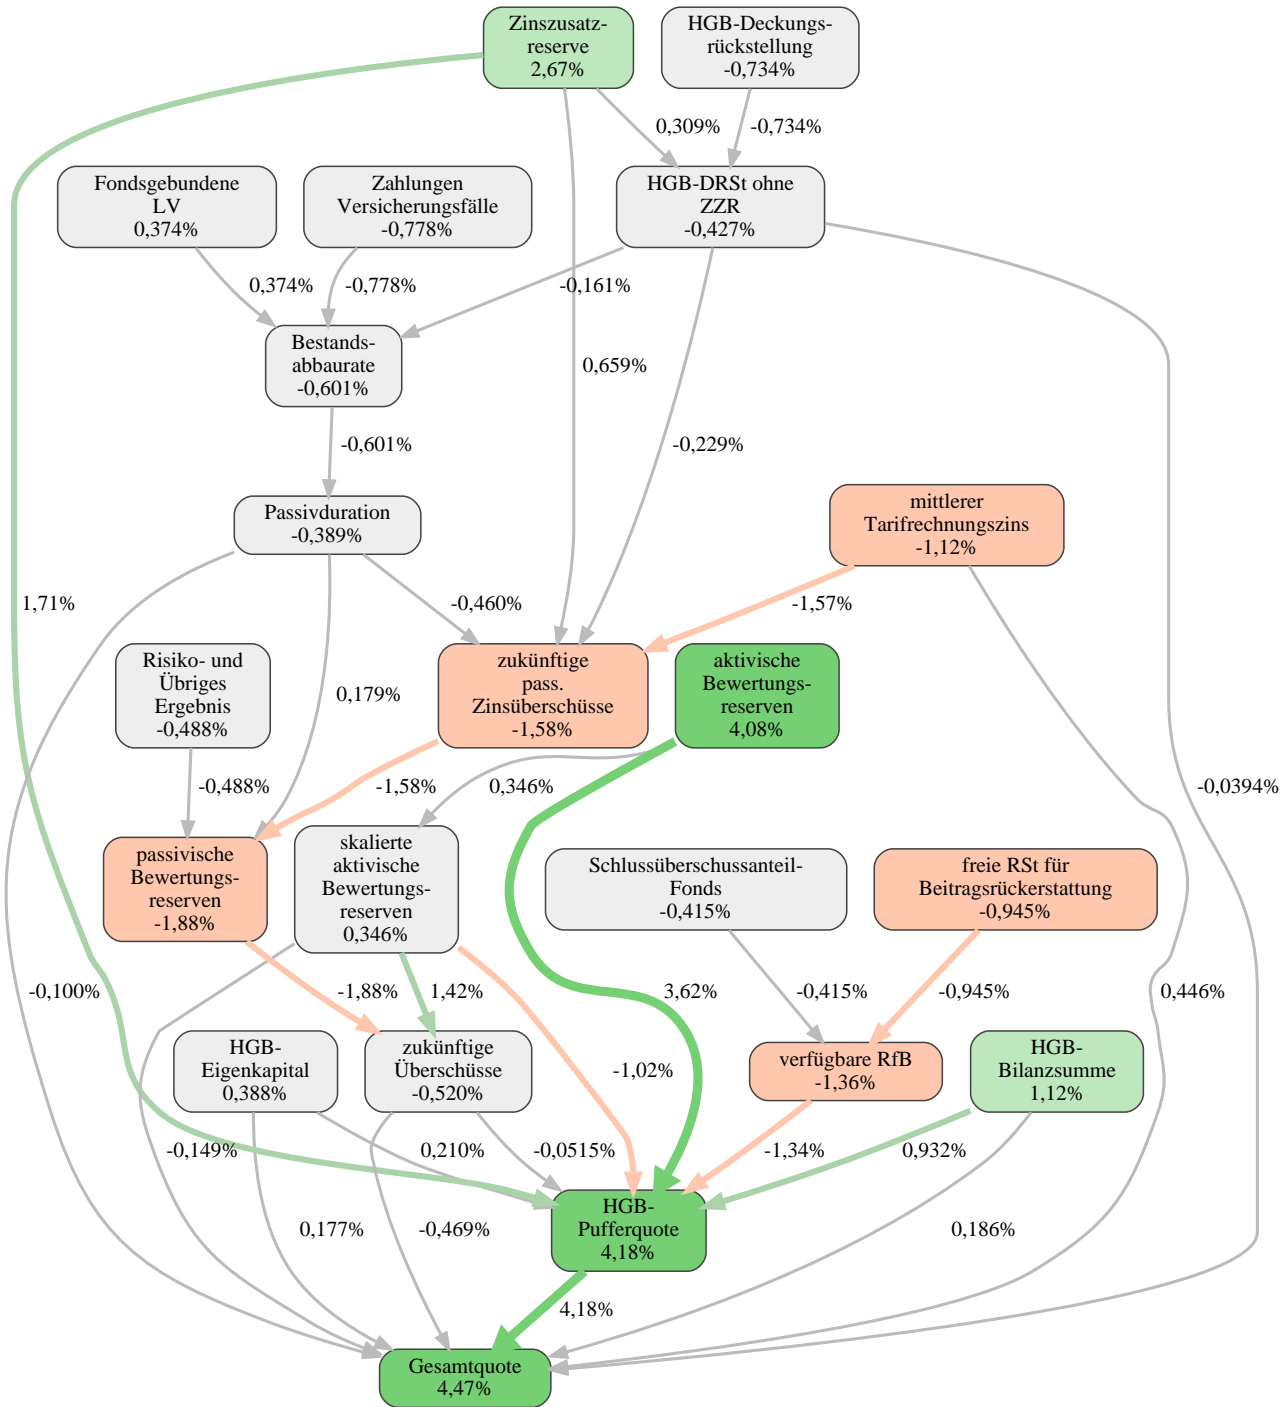 Zinszusatz-
reserve
2,67%
HGB-Deckungs-
rückstellung
-0,734%
0,309%
-0,734%
Fondsgebundene
LV
0,374%
Zahlungen
Versicherungsfälle
-0,778%
HGB-DRSt ohne
ZZR
-0,427%
0,374%
-0,778%
-0,161%
Bestands-
abbaurate
-0,601%
0,659%
-0,601%
-0,229%
Passivduration
-0,389%
mittlerer
Tarifrechnungszins
-1,12%
1,71%
-0,460%
-1,57%
Risiko- und
Übriges
Ergebnis
-0,488%
0,179%
zukünftige
pass.
Zinsüberschüsse
-1,58%
aktivische
Bewertungs-
reserven
4,08%
-0,488%
-1,58%
0,346%
-0,0394%
passivische
Bewertungs-
reserven
-1,88%
skalierte
aktivische
Bewertungs-
reserven
0,346%
Schlussüberschussanteil-
Fonds
-0,415%
freie RSt für
Beitragsrückerstattung
-0,945%
-0,100%
-1,88%
1,42%
3,62%
-0,415%
-0,945%
0,446%
HGB-
Eigenkapital
0,388%
zukünftige
Überschüsse
-0,520%
-1,02%
verfügbare RfB
-1,36%
HGB-
Bilanzsumme
1,12%
-0,149%
0,210%
-0,0515%
-1,34%
0,932%
0,177%
-0,469%
HGB-
Pufferquote
4,18%
0,186%
4,18%
Gesamtquote
4,47%